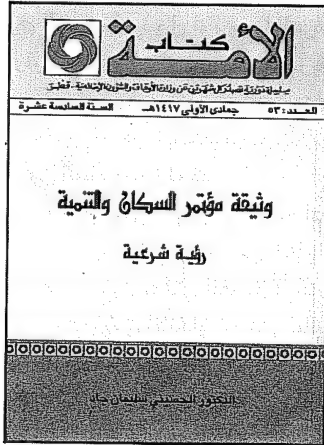 كتاب
الأمة
سلسلة دورية تصدر كل شهرين عن وزارة الأوقاف والشؤون الإسلامية - قطر
العدد: ٥٣ جمادى الأولى ١٤١٧هـ السنة السادسة عشرة
وثيقة مؤتمر السكان والتنمية
رؤية شرعية
الدكتور الحسيني سليمان جاد